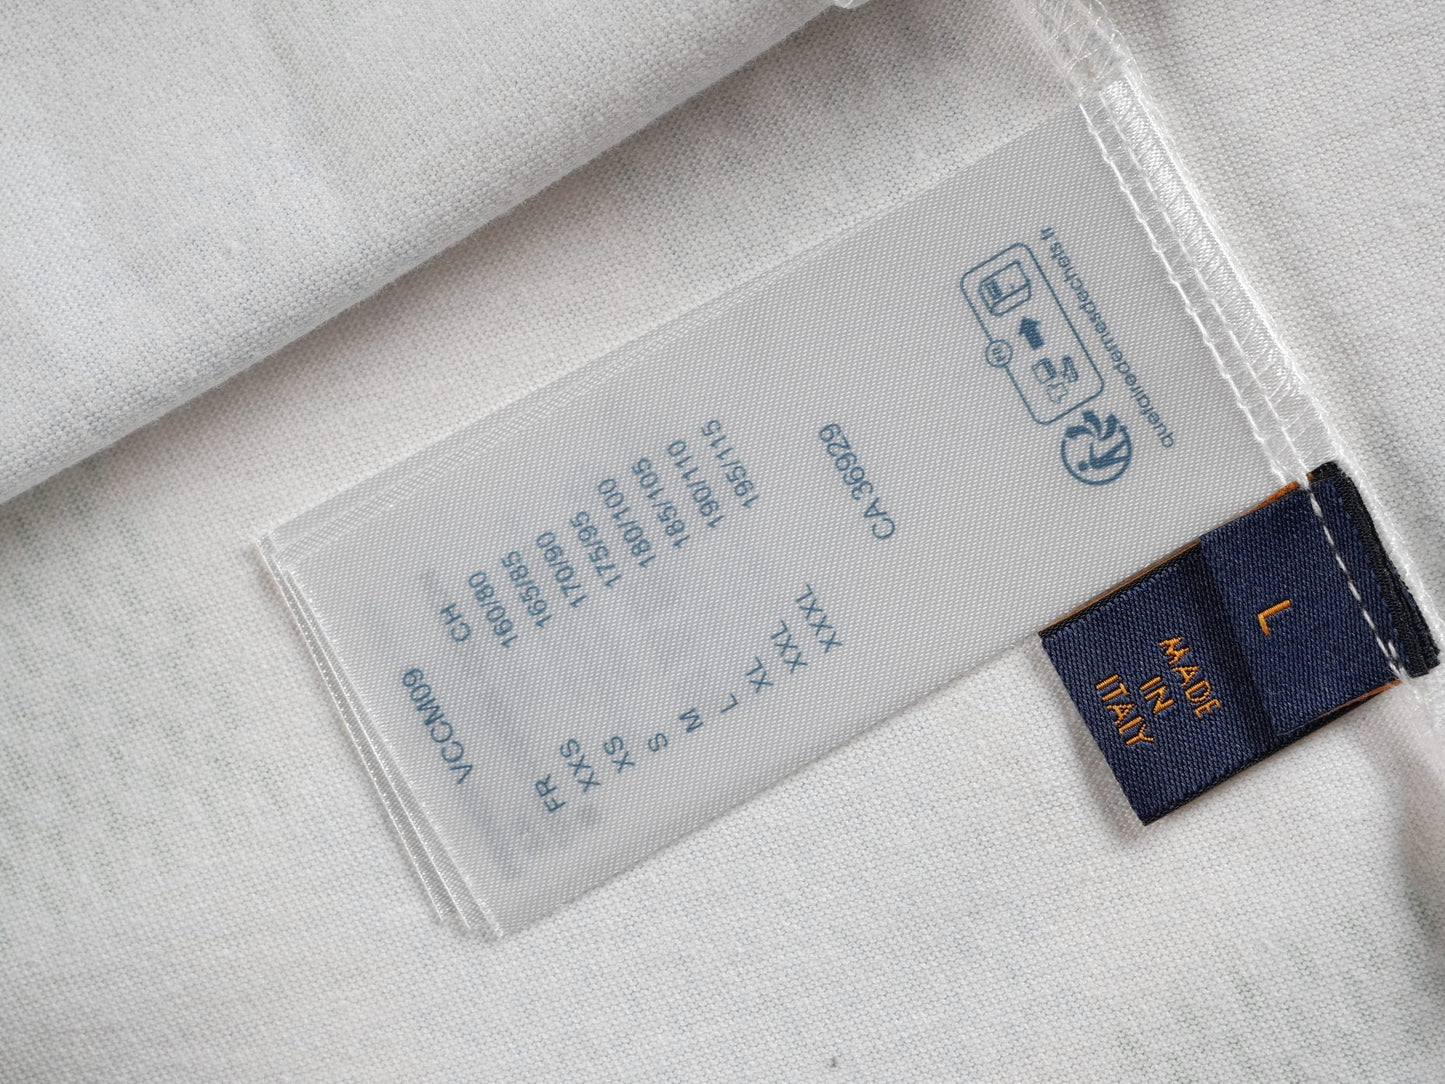 VCCM09
FR CH
XXS 160/80
XS 165/85
S 170/90
M 175/95
L 180/100
XL 185/105
XXL 190/110
XXXL 195/115
CA 36929
FR
quefairedemesdechets.fr
L
MADE
IN
ITALY